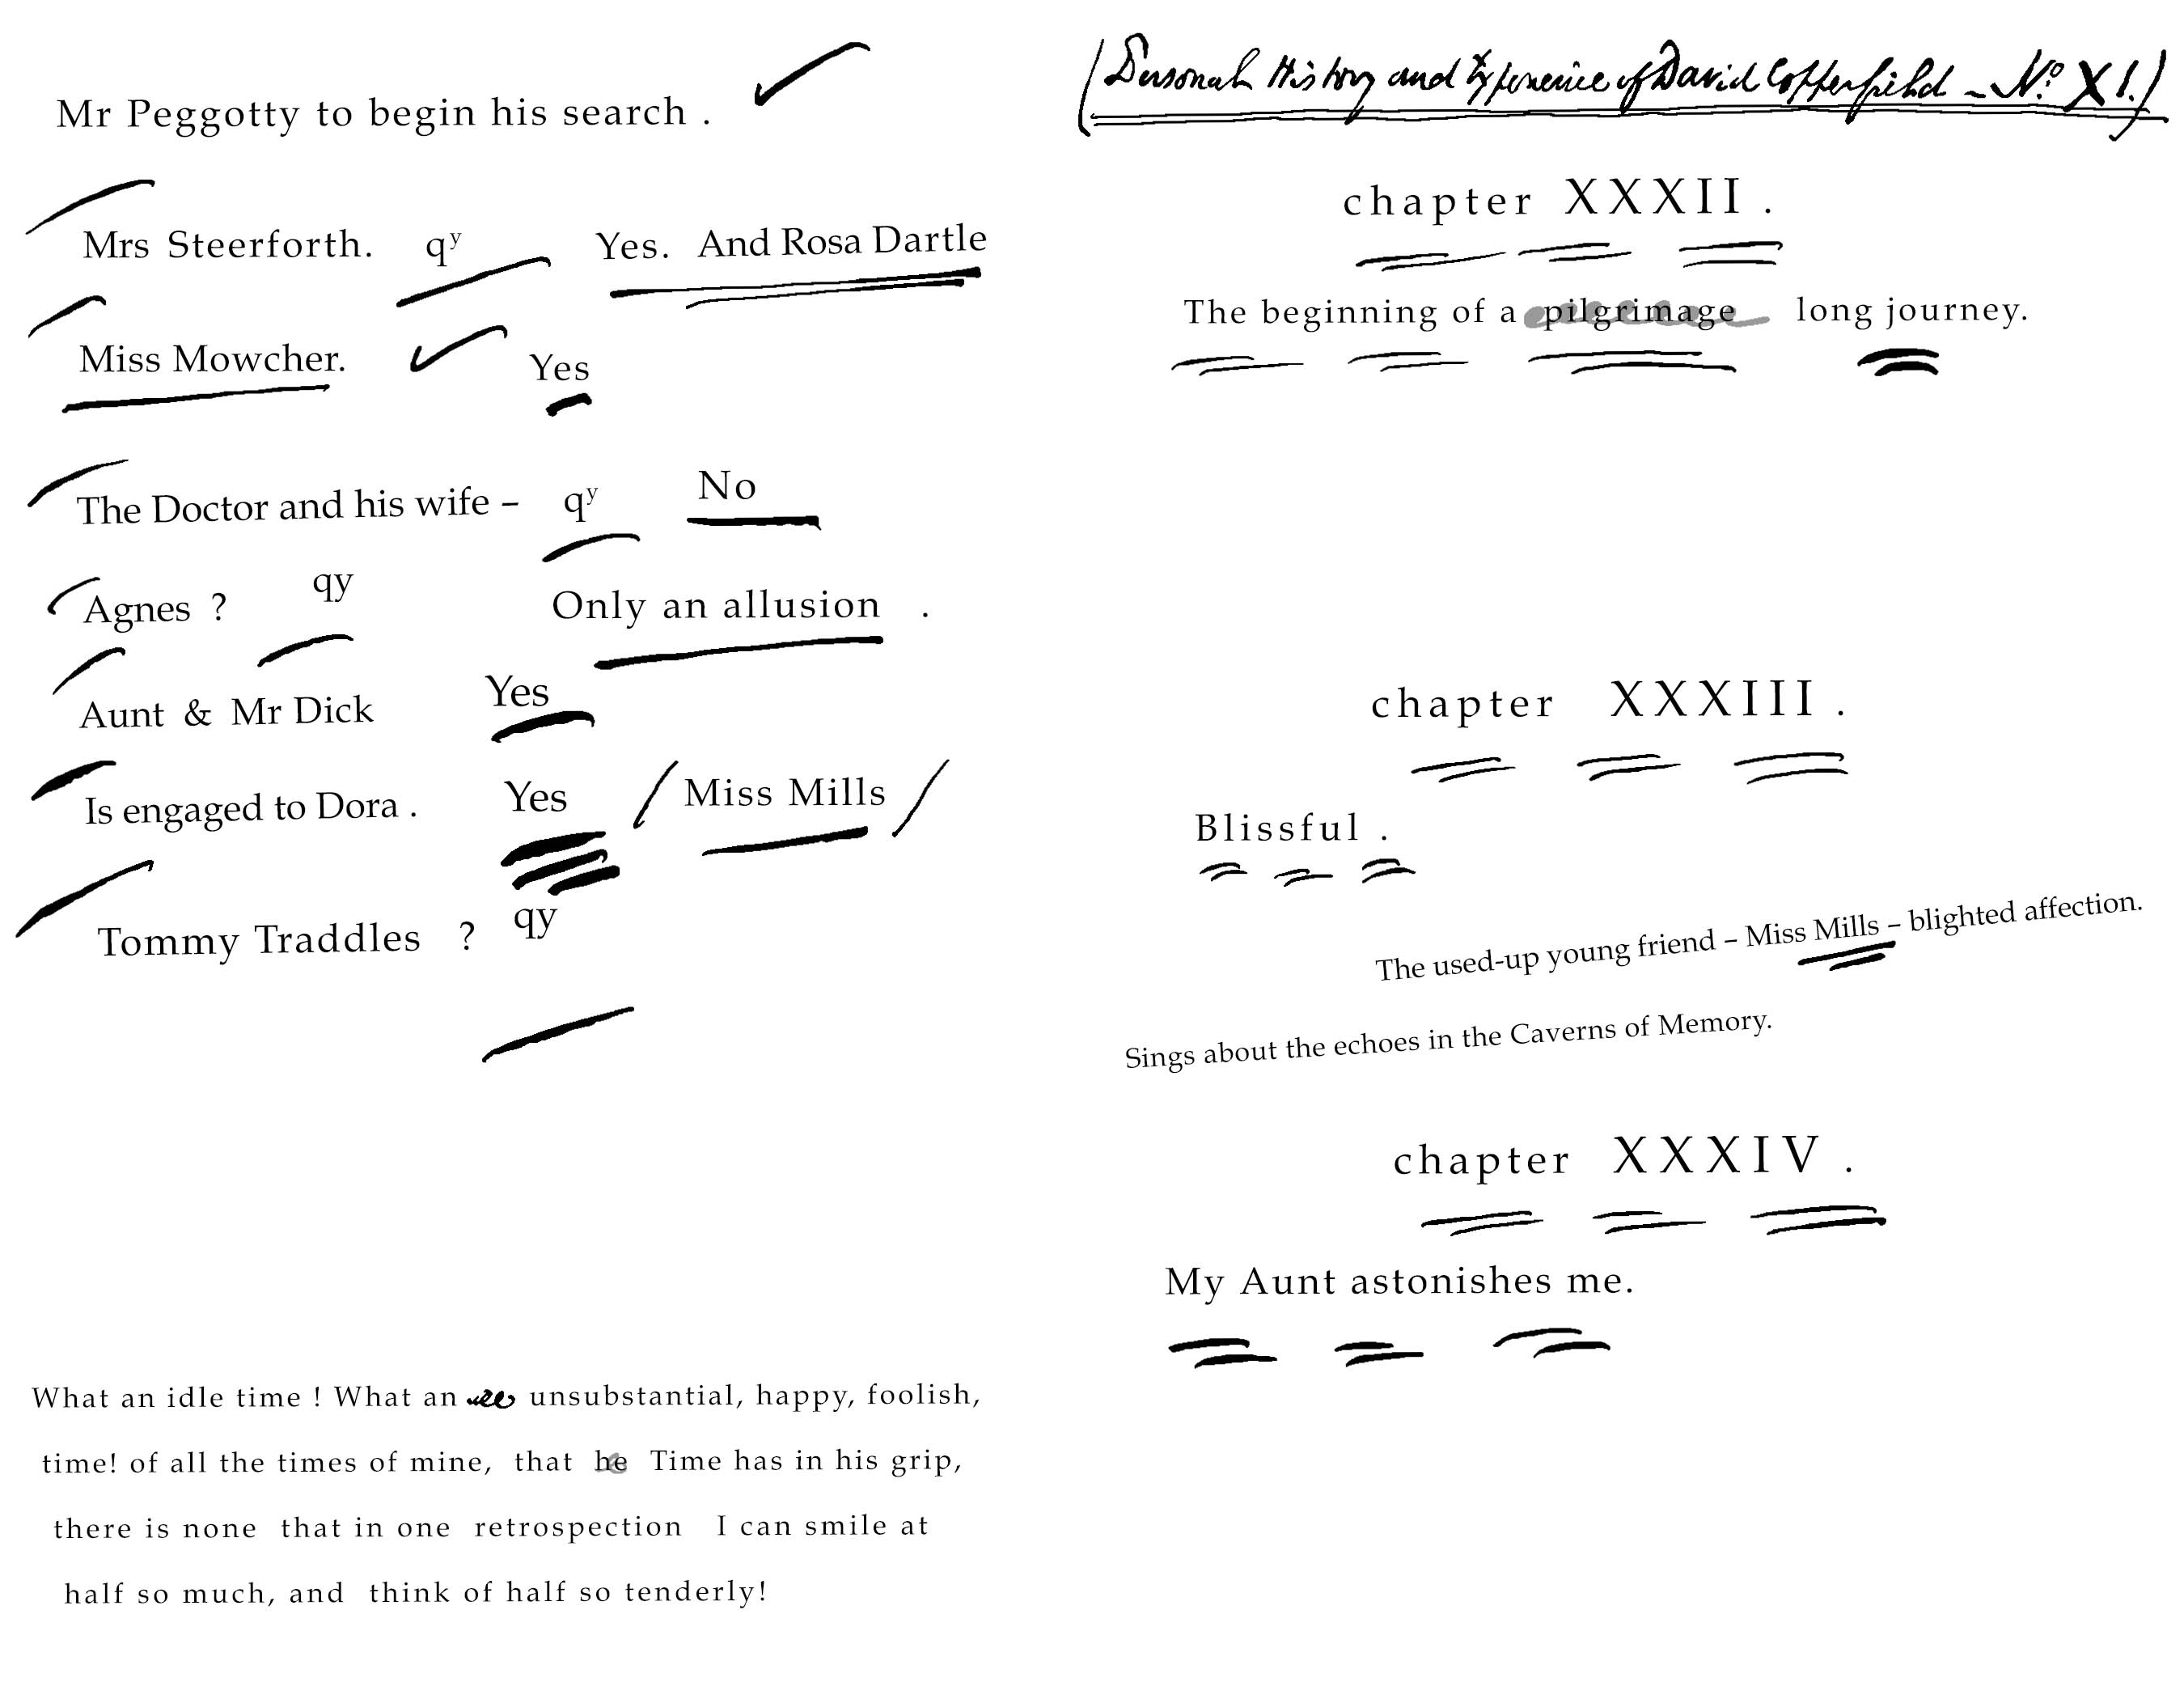 Mr Peggotty to begin his search .
Mrs Steerforth. qy Yes. And Rosa Dartle
Miss Mowcher. Yes
The Doctor and his wife – qy No
Agnes ? qy Only an allusion .
Aunt & Mr Dick Yes
Is engaged to Dora . Yes / Miss Mills /
Tommy Traddles ? qy
What an idle time ! What an unsubstantial, happy, foolish,
time! of all the times of mine, that he Time has in his grip,
there is none that in one retrospection I can smile at
half so much, and think of half so tenderly!
(Personal History and Experience of David Copperfield – No. XI.)
chapter XXXII .
The beginning of a pilgrimage long journey.
chapter XXXIII .
Blissful .
The used-up young friend – Miss Mills – blighted affection.
Sings about the echoes in the Caverns of Memory.
chapter XXXIV .
My Aunt astonishes me.